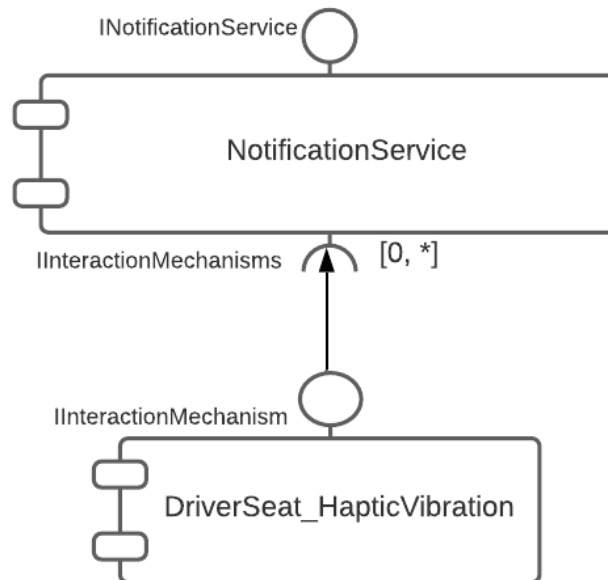 INotificationService
NotificationService
IInteractionMechanisms
[0, *]
IInteractionMechanism
DriverSeat_HapticVibration